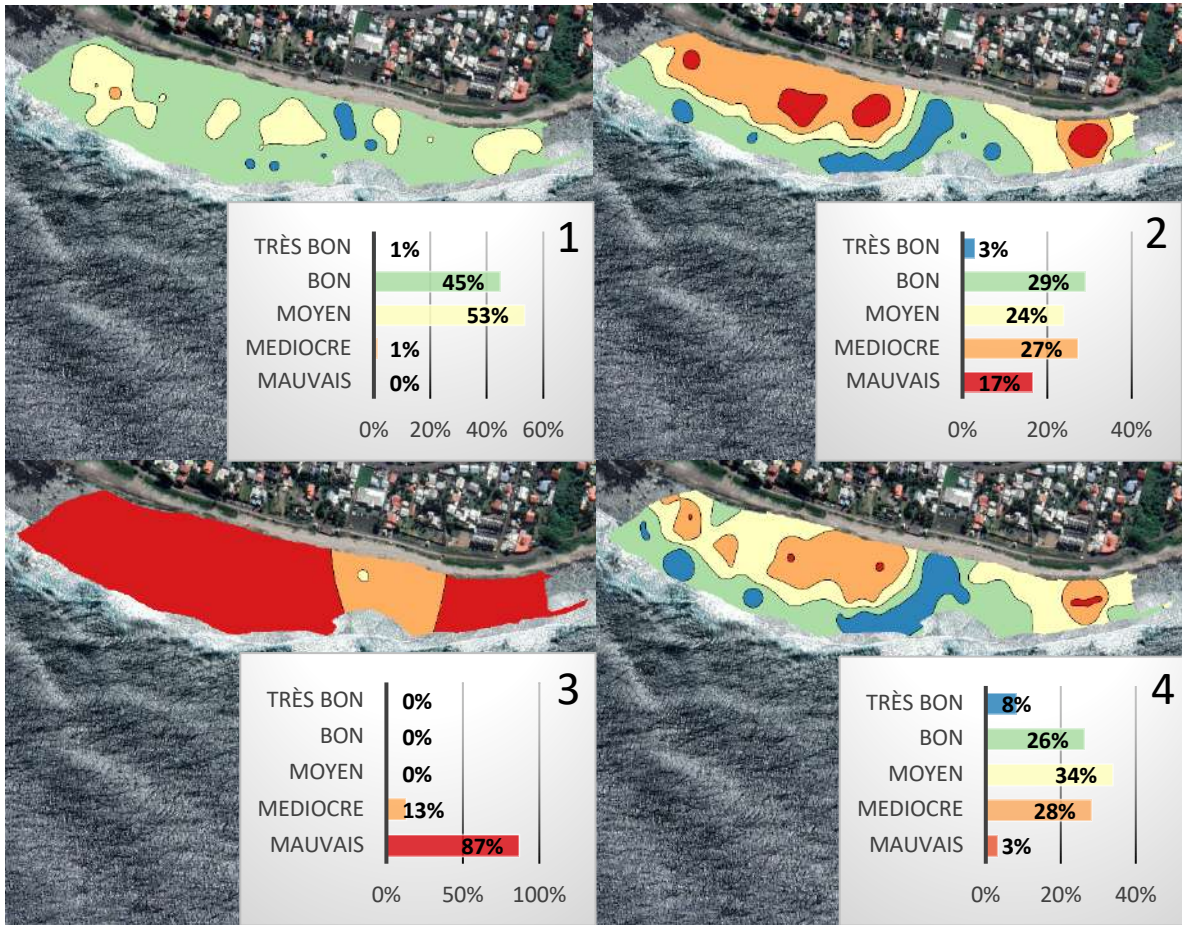 1
TRÈS BON 1%
BON 45%
MOYEN 53%
MEDIOCRE 1%
MAUVAIS 0%
0% 20% 40% 60%
2
TRÈS BON 3%
BON 29%
MOYEN 24%
MEDIOCRE 27%
MAUVAIS 17%
0% 20% 40%
3
TRÈS BON 0%
BON 0%
MOYEN 0%
MEDIOCRE 13%
MAUVAIS 87%
0% 50% 100%
4
TRÈS BON 8%
BON 26%
MOYEN 34%
MEDIOCRE 28%
MAUVAIS 3%
0% 20% 40%